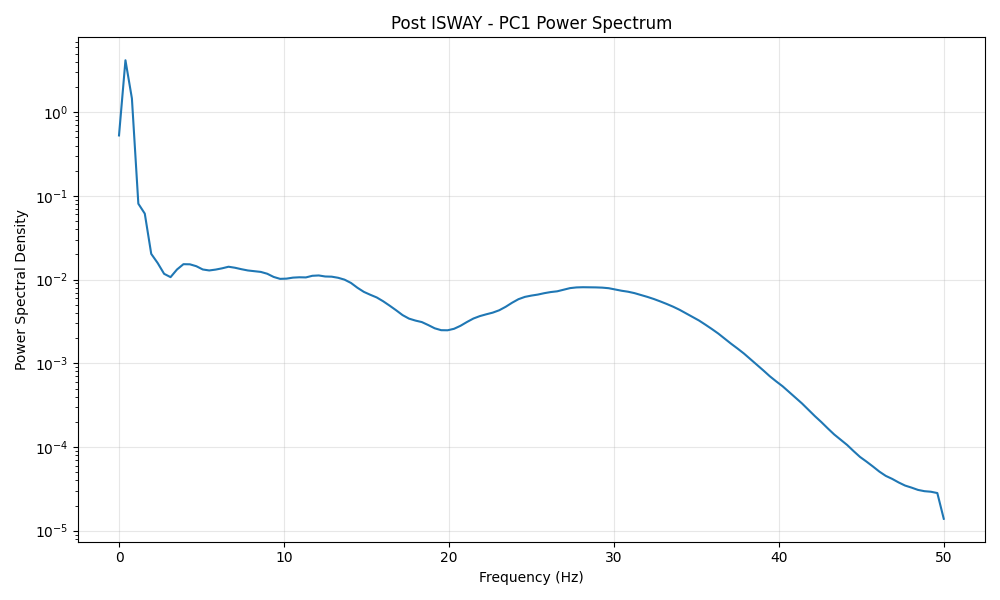 Post ISWAY - PC1 Power Spectrum
Power Spectral Density
10⁰
10⁻¹
10⁻²
10⁻³
10⁻⁴
10⁻⁵
0 10 20 30 40 50
Frequency (Hz)